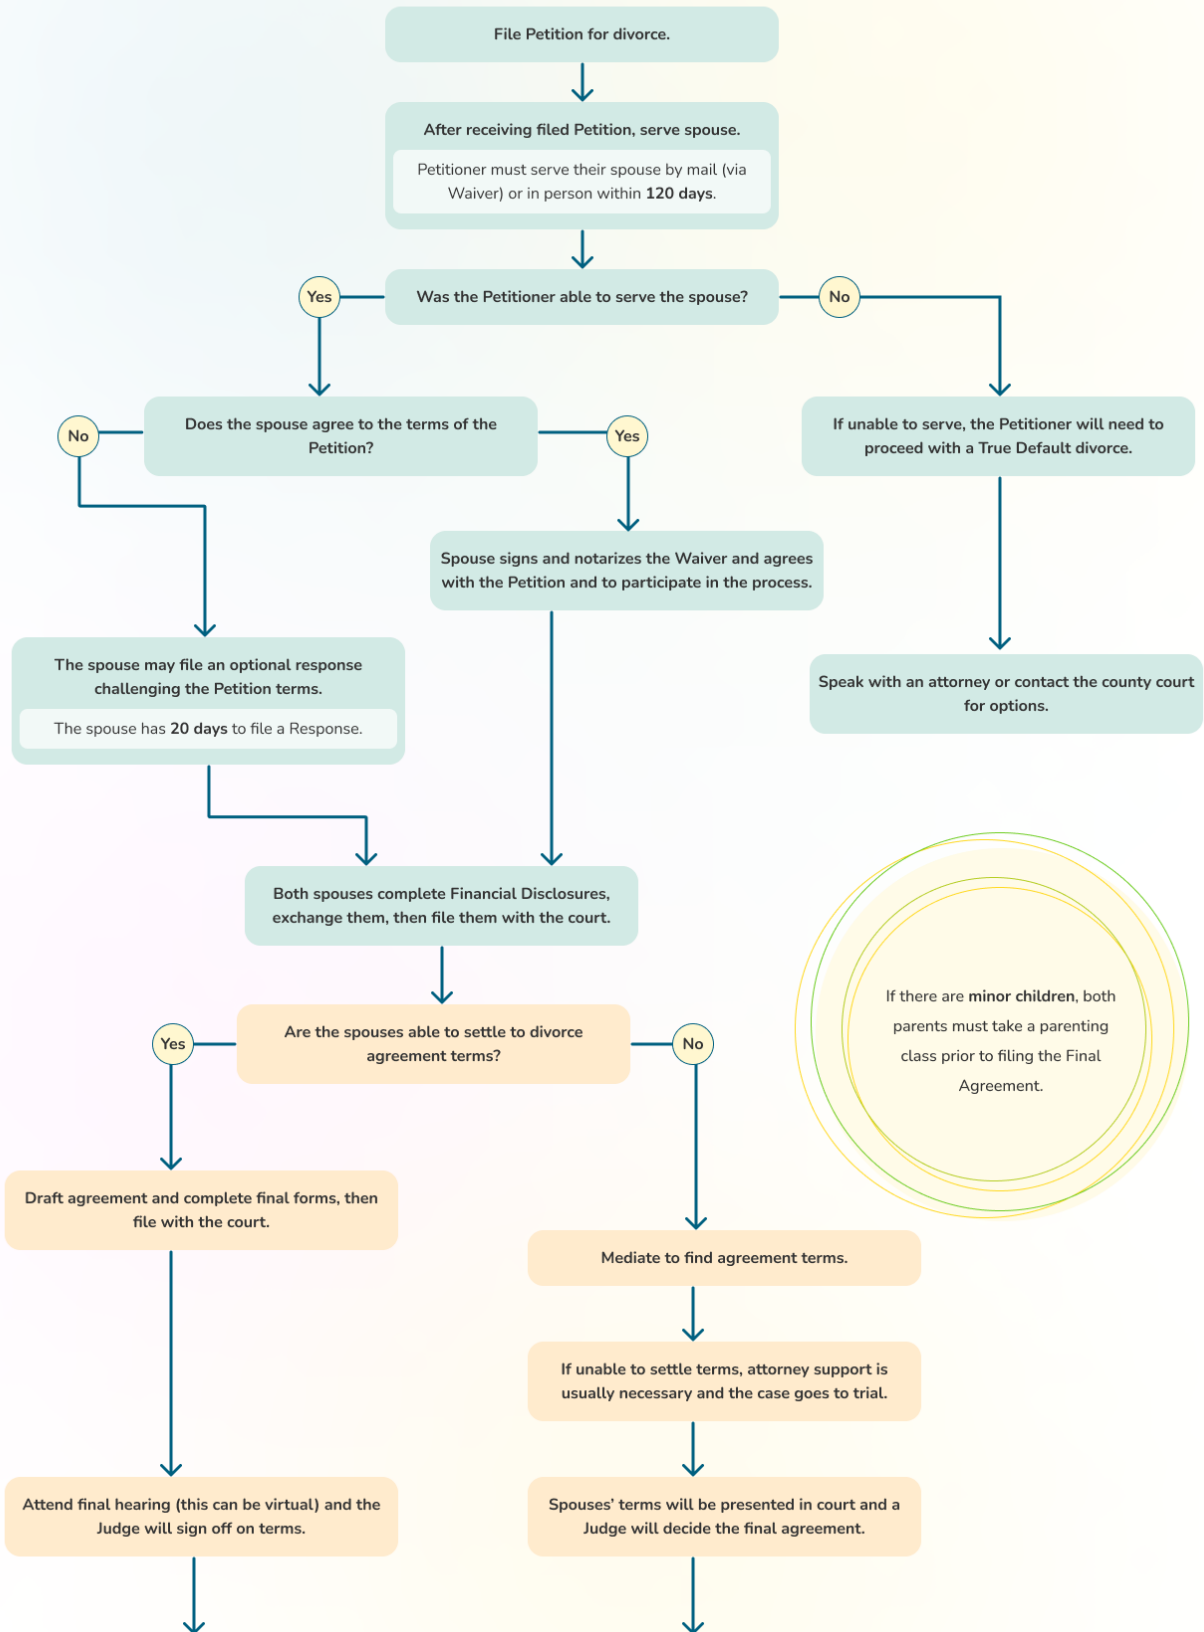 File Petition for divorce.
After receiving filed Petition, serve spouse.
Petitioner must serve their spouse by mail (via
Waiver) or in person within 120 days.
Yes
Was the Petitioner able to serve the spouse?
No
No
Does the spouse agree to the terms of the
Petition?
Yes
If unable to serve, the Petitioner will need to
proceed with a True Default divorce.
Spouse signs and notarizes the Waiver and agrees
with the Petition and to participate in the process.
The spouse may file an optional response
challenging the Petition terms.
The spouse has 20 days to file a Response.
Speak with an attorney or contact the county court
for options.
Both spouses complete Financial Disclosures,
exchange them, then file them with the court.
If there are minor children, both
parents must take a parenting
class prior to filing the Final
Agreement.
Yes
Are the spouses able to settle to divorce
agreement terms?
No
Draft agreement and complete final forms, then
file with the court.
Mediate to find agreement terms.
If unable to settle terms, attorney support is
usually necessary and the case goes to trial.
Attend final hearing (this can be virtual) and the
Judge will sign off on terms.
Spouses’ terms will be presented in court and a
Judge will decide the final agreement.